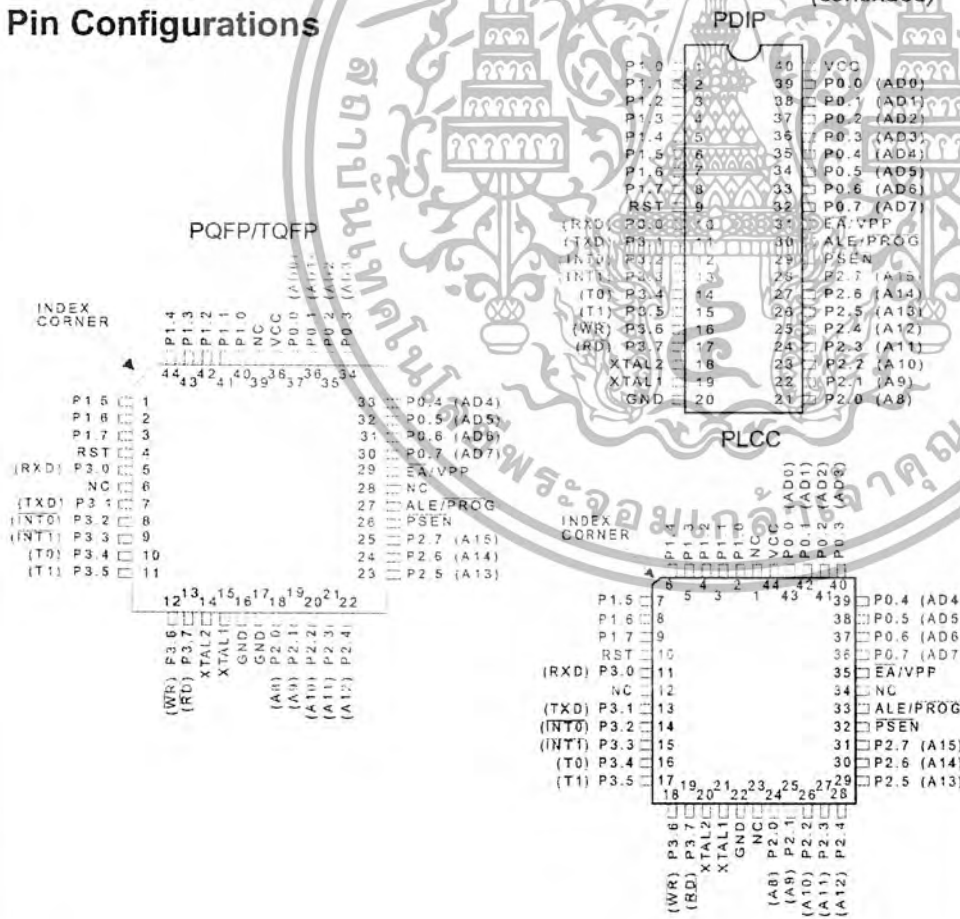 (continued)
Pin Configurations
PDIP
P1.0 1 40 VCC
P1.1 2 39 P0.0 (AD0)
P1.2 3 38 P0.1 (AD1)
P1.3 4 37 P0.2 (AD2)
P1.4 5 36 P0.3 (AD3)
P1.5 6 35 P0.4 (AD4)
P1.6 7 34 P0.5 (AD5)
P1.7 8 33 P0.6 (AD6)
RST 9 32 P0.7 (AD7)
(RXD) P3.0 10 31 EA/VPP
(TXD) P3.1 11 30 ALE/PROG
(INT0) P3.2 12 29 PSEN
(INT1) P3.3 13 28 P2.7 (A15)
(T0) P3.4 14 27 P2.6 (A14)
(T1) P3.5 15 26 P2.5 (A13)
(WR) P3.6 16 25 P2.4 (A12)
(RD) P3.7 17 24 P2.3 (A11)
XTAL2 18 23 P2.2 (A10)
XTAL1 19 22 P2.1 (A9)
GND 20 21 P2.0 (A8)
PQFP/TQFP
INDEX
CORNER
P1.4 P1.3 P1.2 P1.1 P1.0 NC VCC P0.0 (AD0) P0.1 (AD1) P0.2 (AD2) P0.3 (AD3)
44 43 42 41 40 39 38 37 36 35 34
P1.5 1 33 P0.4 (AD4)
P1.6 2 32 P0.5 (AD5)
P1.7 3 31 P0.6 (AD6)
RST 4 30 P0.7 (AD7)
(RXD) P3.0 5 29 EA/VPP
NC 6 28 NC
(TXD) P3.1 7 27 ALE/PROG
(INT0) P3.2 8 26 PSEN
(INT1) P3.3 9 25 P2.7 (A15)
(T0) P3.4 10 24 P2.6 (A14)
(T1) P3.5 11 23 P2.5 (A13)
12 13 14 15 16 17 18 19 20 21 22
(WR) P3.6 (RD) P3.7 XTAL2 XTAL1 GND GND (A8) P2.0 (A9) P2.1 (A10) P2.2 (A11) P2.3 (A12) P2.4
PLCC
INDEX
CORNER
P1.4 P1.3 P1.2 P1.1 P1.0 NC VCC P0.0 (AD0) P0.1 (AD1) P0.2 (AD2) P0.3 (AD3)
6 5 4 3 2 1 44 43 42 41 40
P1.5 7 39 P0.4 (AD4
P1.6 8 38 P0.5 (AD5
P1.7 9 37 P0.6 (AD6
RST 10 36 P0.7 (AD7
(RXD) P3.0 11 35 EA/VPP
NC 12 34 NC
(TXD) P3.1 13 33 ALE/PROG
(INT0) P3.2 14 32 PSEN
(INT1) P3.3 15 31 P2.7 (A15)
(T0) P3.4 16 30 P2.6 (A14)
(T1) P3.5 17 29 P2.5 (A13)
18 19 20 21 22 23 24 25 26 27 28
(WR) P3.6 (RD) P3.7 XTAL2 XTAL1 GND NC (A8) P2.0 (A9) P2.1 (A10) P2.2 (A11) P2.3 (A12) P2.4